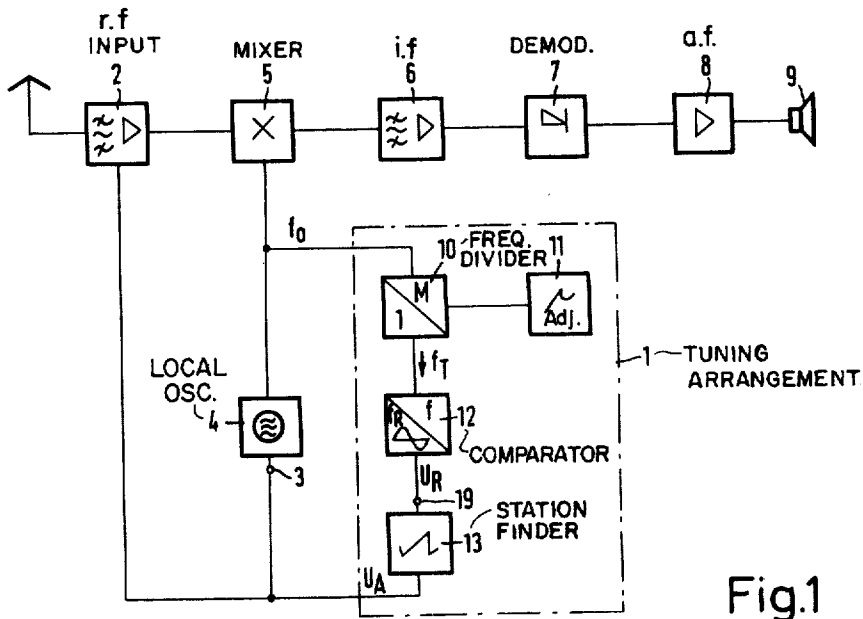 r.f
INPUT
2
MIXER
5
i.f
6
DEMOD.
7
a.f.
8
9
f₀
10 FREQ.
DIVIDER
11
M
1
Adj.
fT
1 TUNING
ARRANGEMENT
LOCAL
OSC.
4
fR
f
12
COMPARATOR
3
UR
19
STATION
FINDER
13
UA
Fig.1